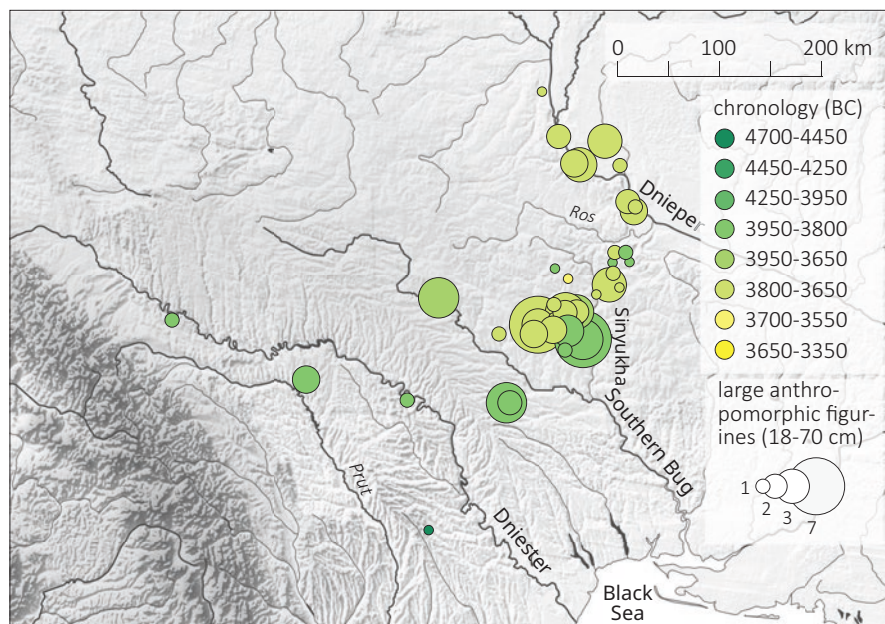 0 100 200 km
chronology (BC)
4700-4450
4450-4250
4250-3950
3950-3800
3950-3650
3800-3650
3700-3550
3650-3350
large anthro-
pomorphic figur-
ines (18-70 cm)
1
2
3
7
Dnieper
Ros
Sinyukha
Southern Bug
Prut
Dniester
Black
Sea